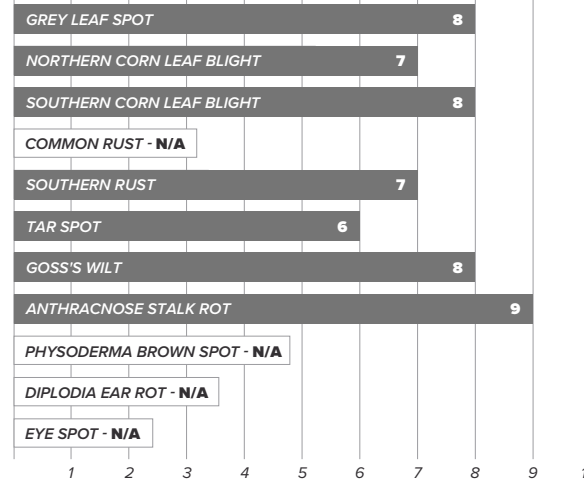 GREY LEAF SPOT 8
NORTHERN CORN LEAF BLIGHT 7
SOUTHERN CORN LEAF BLIGHT 8
COMMON RUST - N/A
SOUTHERN RUST 7
TAR SPOT 6
GOSS'S WILT 8
ANTHRACNOSE STALK ROT 9
PHYSODERMA BROWN SPOT - N/A
DIPLODIA EAR ROT - N/A
EYE SPOT - N/A
1 2 3 4 5 6 7 8 9